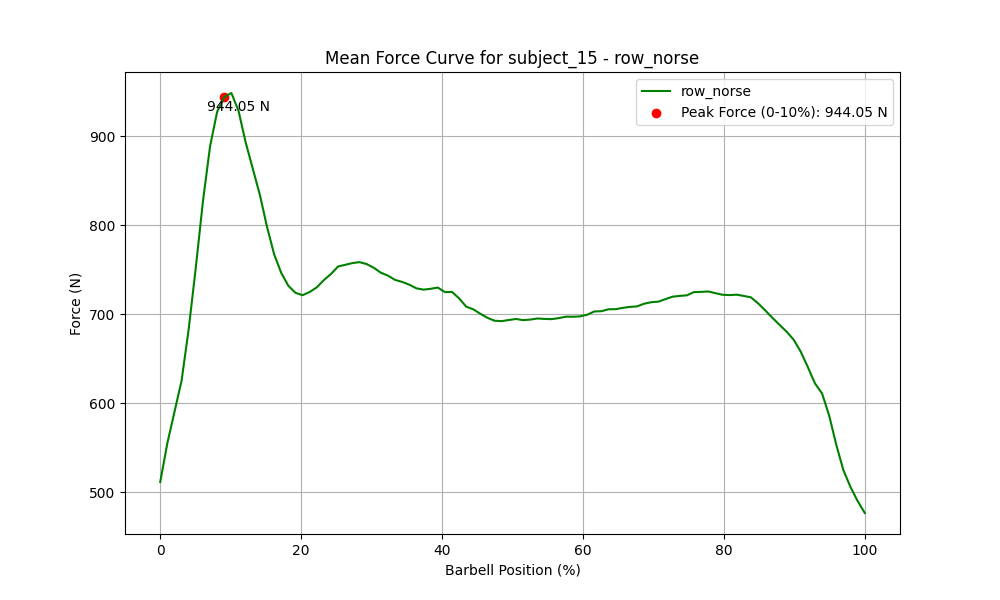 Mean Force Curve for subject_15 - row_norse
row_norse
Peak Force (0-10%): 944.05 N
944.05 N
900
800
700
600
500
Force (N)
0 20 40 60 80 100
Barbell Position (%)